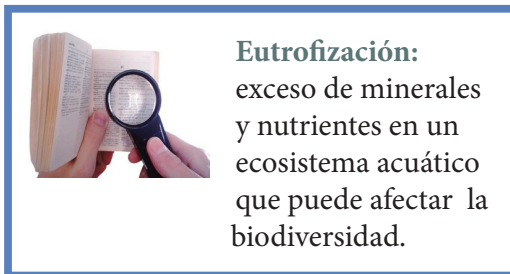 Eutrofización:
exceso de minerales
y nutrientes en un
ecosistema acuático
que puede afectar la
biodiversidad.